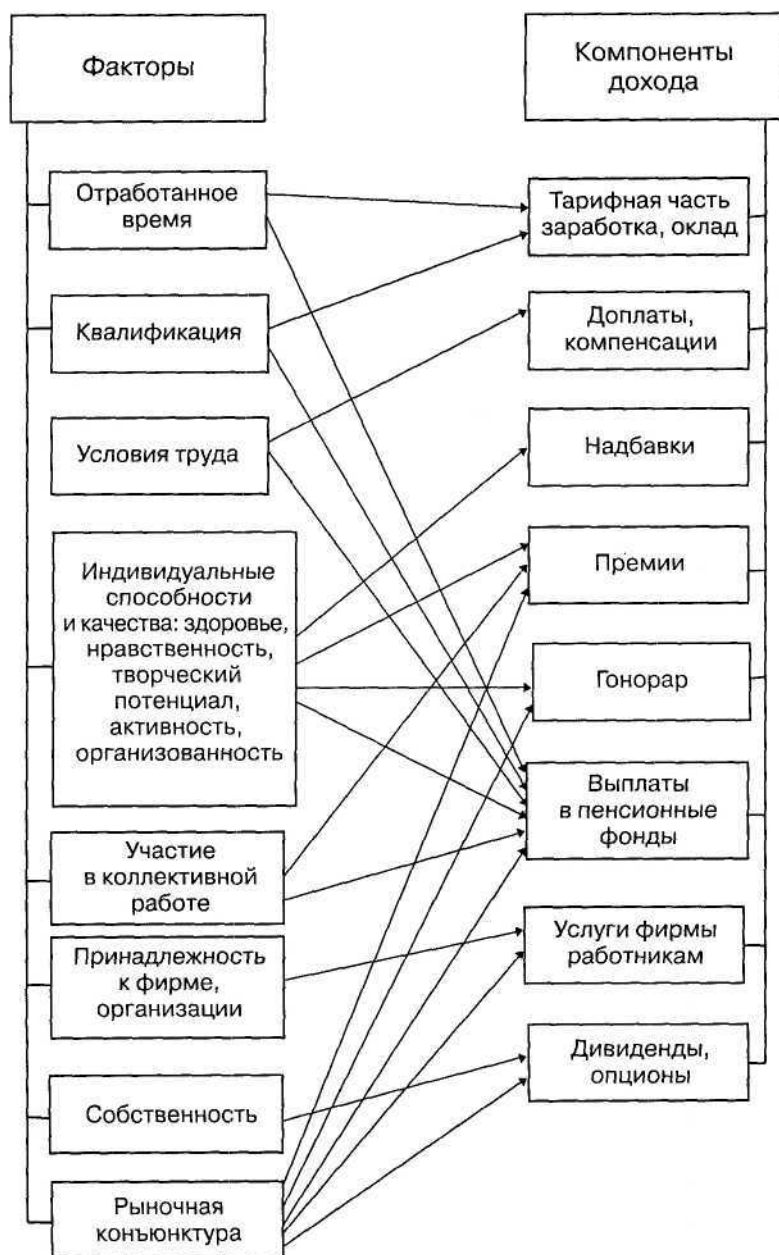 Факторы
Отработанное
время
Квалификация
Условия труда
Индивидуальные
способности
и качества: здоровье,
нравственность,
творческий
потенциал,
активность,
организованность
Участие
в коллективной
работе
Принадлежность
к фирме,
организации
Собственность
Рыночная
конъюнктура
Компоненты
дохода
Тарифная часть
заработка, оклад
Доплаты,
компенсации
Надбавки
Премии
Гонорар
Выплаты
в пенсионные
фонды
Услуги фирмы
работникам
Дивиденды,
опционы